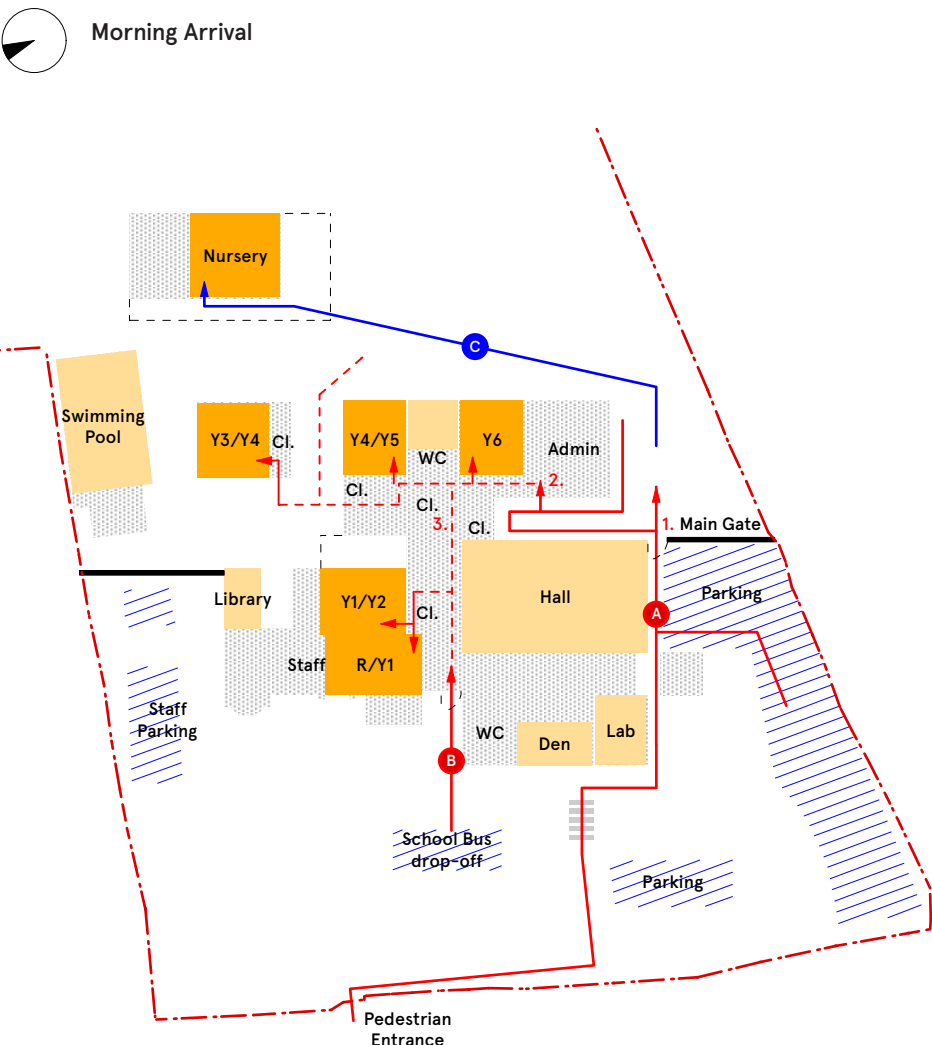 Morning Arrival
Nursery
C
Swimming
Pool
Y3/Y4
Cl.
Y4/Y5
WC
Y6
Admin
Cl.
Cl.
2.
3.
Cl.
1. Main Gate
Library
Y1/Y2
Cl.
Hall
A
Parking
Staff
R/Y1
Staff
Parking
WC
Den
Lab
B
School Bus
drop-off
Parking
Pedestrian
Entrance